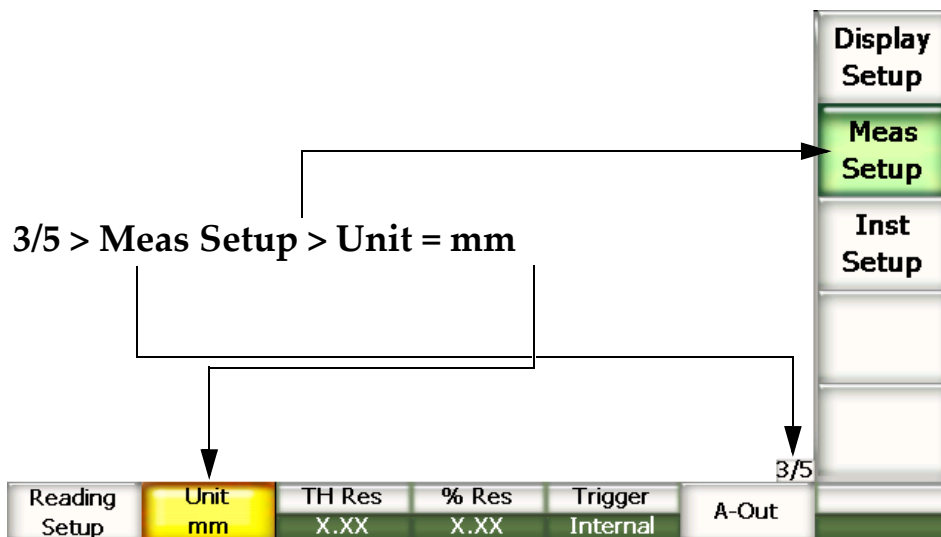 Display
Setup
Meas
Setup
3/5 > Meas Setup > Unit = mm
Inst
Setup
3/5
Reading
Setup
Unit
mm
TH Res
X.XX
% Res
X.XX
Trigger
Internal
A-Out